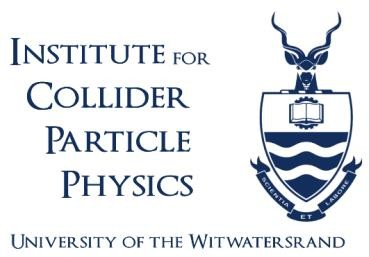 INSTITUTE FOR
COLLIDER
PARTICLE
PHYSICS
SCIENTIA
ET
LABORE
UNIVERSITY OF THE WITWATERSRAND